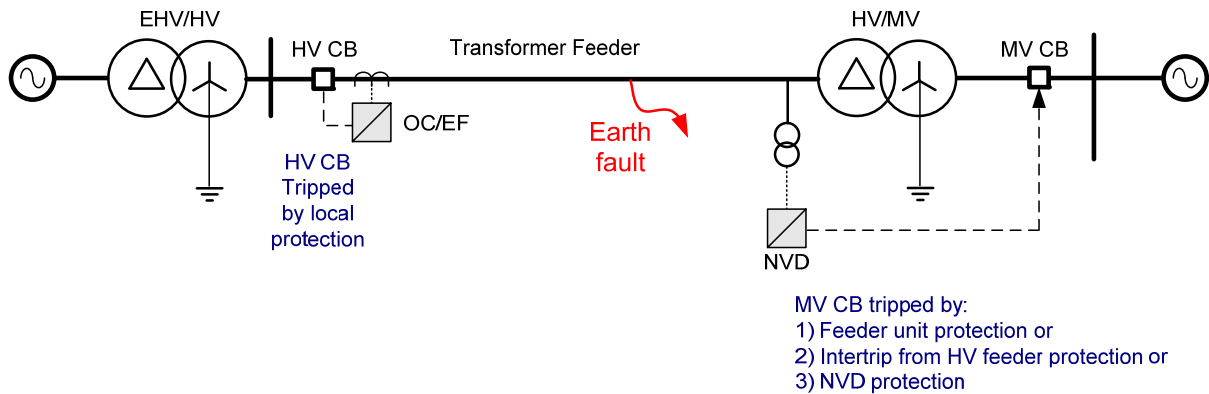 EHV/HV
HV/MV
HV CB
Transformer Feeder
MV CB
OC/EF
Earth
fault
HV CB
Tripped
by local
protection
NVD
MV CB tripped by:
1) Feeder unit protection or
2) Intertrip from HV feeder protection or
3) NVD protection